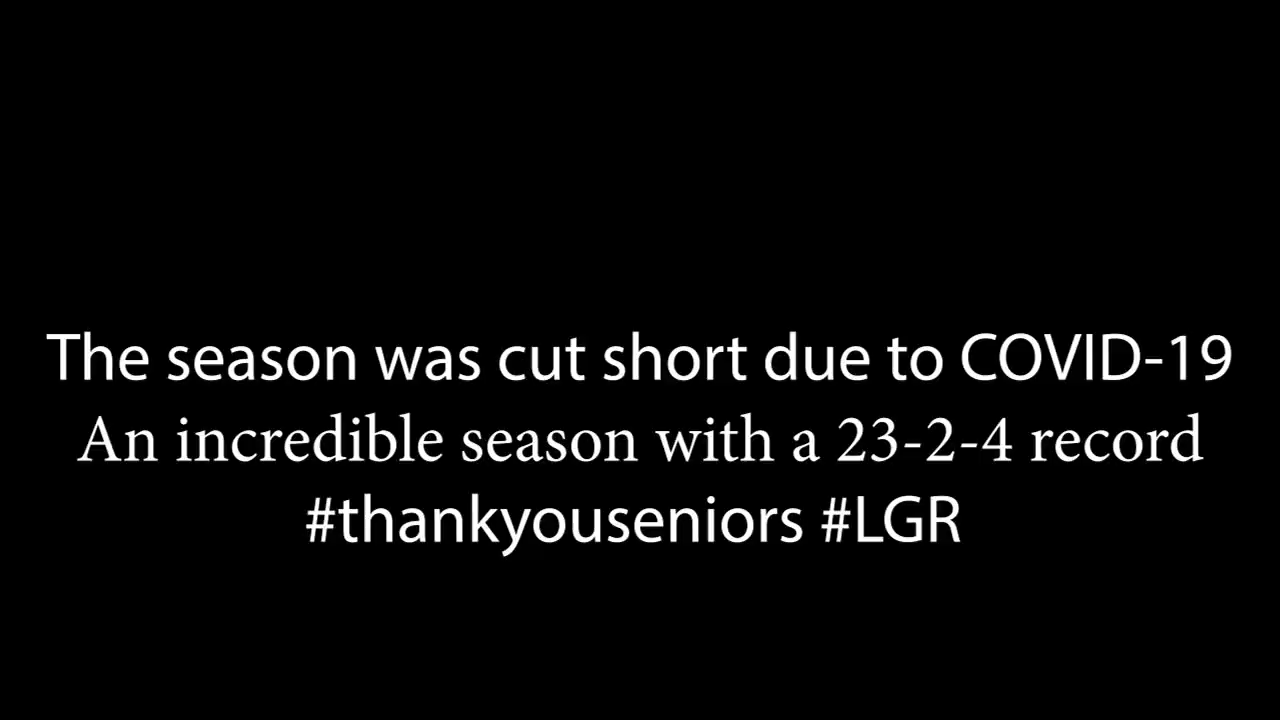 The season was cut short due to COVID-19
An incredible season with a 23-2-4 record
#thankyouseniors #LGR